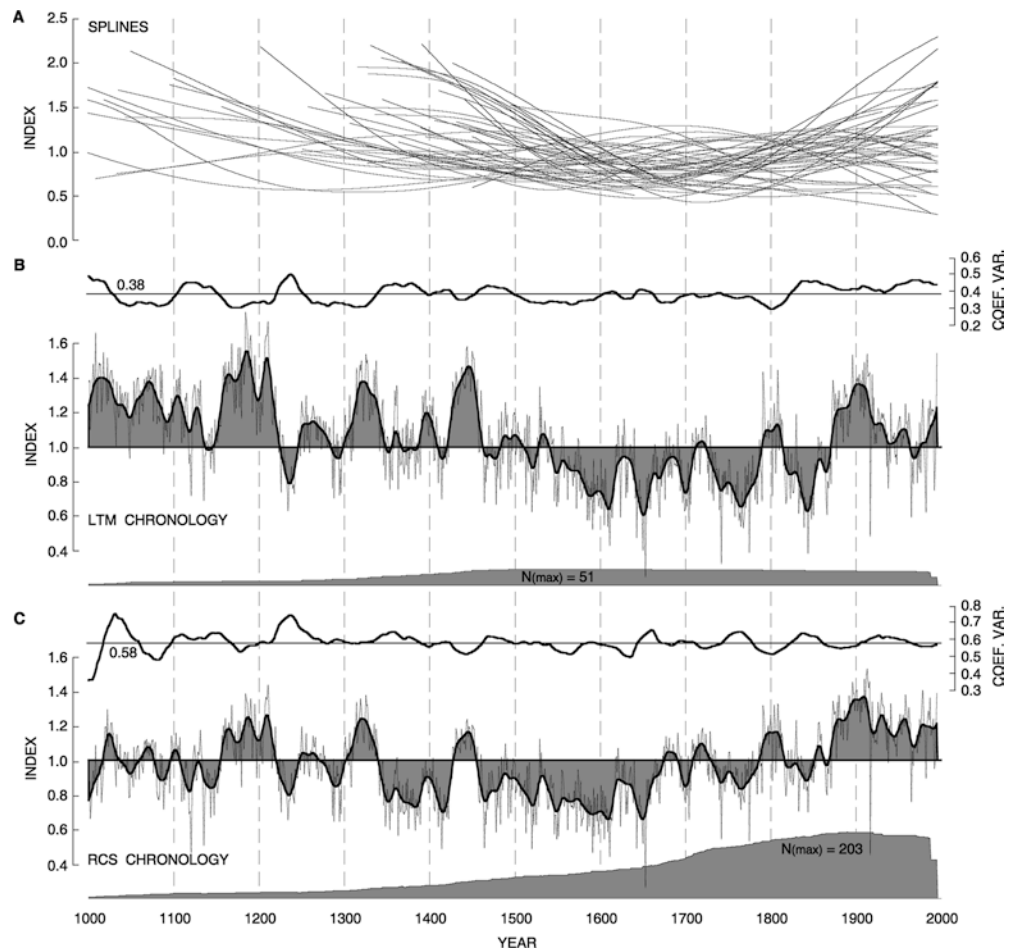 A
SPLINES
2.5
2.0
1.5
1.0
0.5
0.0
INDEX
B
0.38
0.6
0.5
0.4
0.3
0.2
COEF. VAR.
1.6
1.4
1.2
1.0
0.8
0.6
0.4
INDEX
LTM CHRONOLOGY
N(max) = 51
C
0.58
0.8
0.7
0.6
0.5
0.4
0.3
COEF. VAR.
1.6
1.4
1.2
1.0
0.8
0.6
0.4
INDEX
RCS CHRONOLOGY
N(max) = 203
1000 1100 1200 1300 1400 1500 1600 1700 1800 1900 2000
YEAR